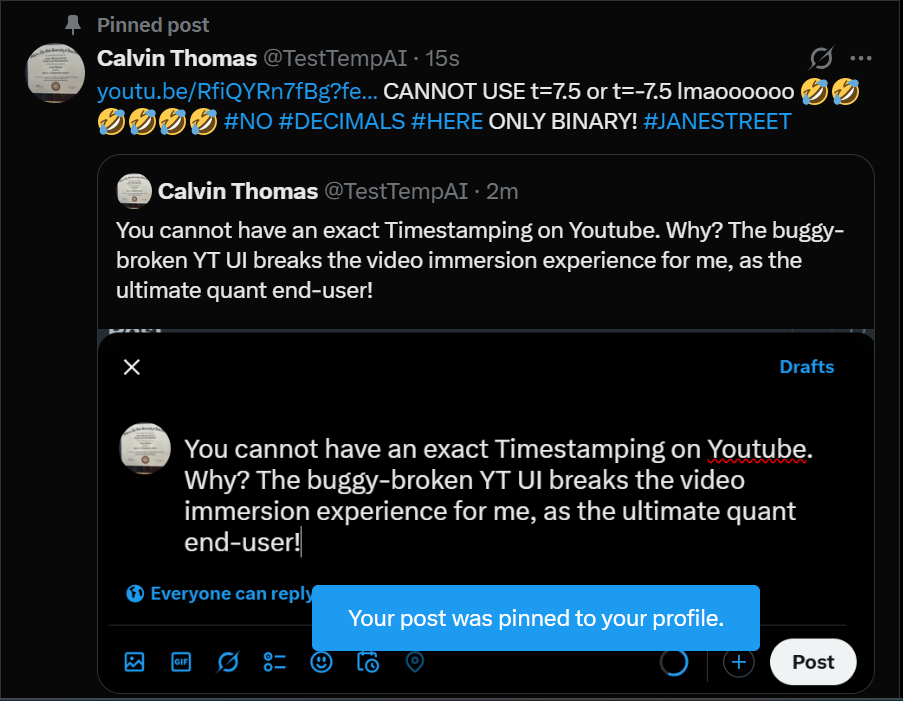 Pinned post
Calvin Thomas @TestTempAI · 15s
youtu.be/RfiQYRn7fBg?fe... CANNOT USE t=7.5 or t=-7.5 lmaoooooo 🤣🤣
🤣🤣🤣🤣 #NO #DECIMALS #HERE ONLY BINARY! #JANESTREET
Calvin Thomas @TestTempAI · 2m
You cannot have an exact Timestamping on Youtube. Why? The buggy-
broken YT UI breaks the video immersion experience for me, as the
ultimate quant end-user!
Drafts
You cannot have an exact Timestamping on Youtube.
Why? The buggy-broken YT UI breaks the video
immersion experience for me, as the ultimate quant
end-user!
Everyone can reply
Your post was pinned to your profile.
GIF
Post